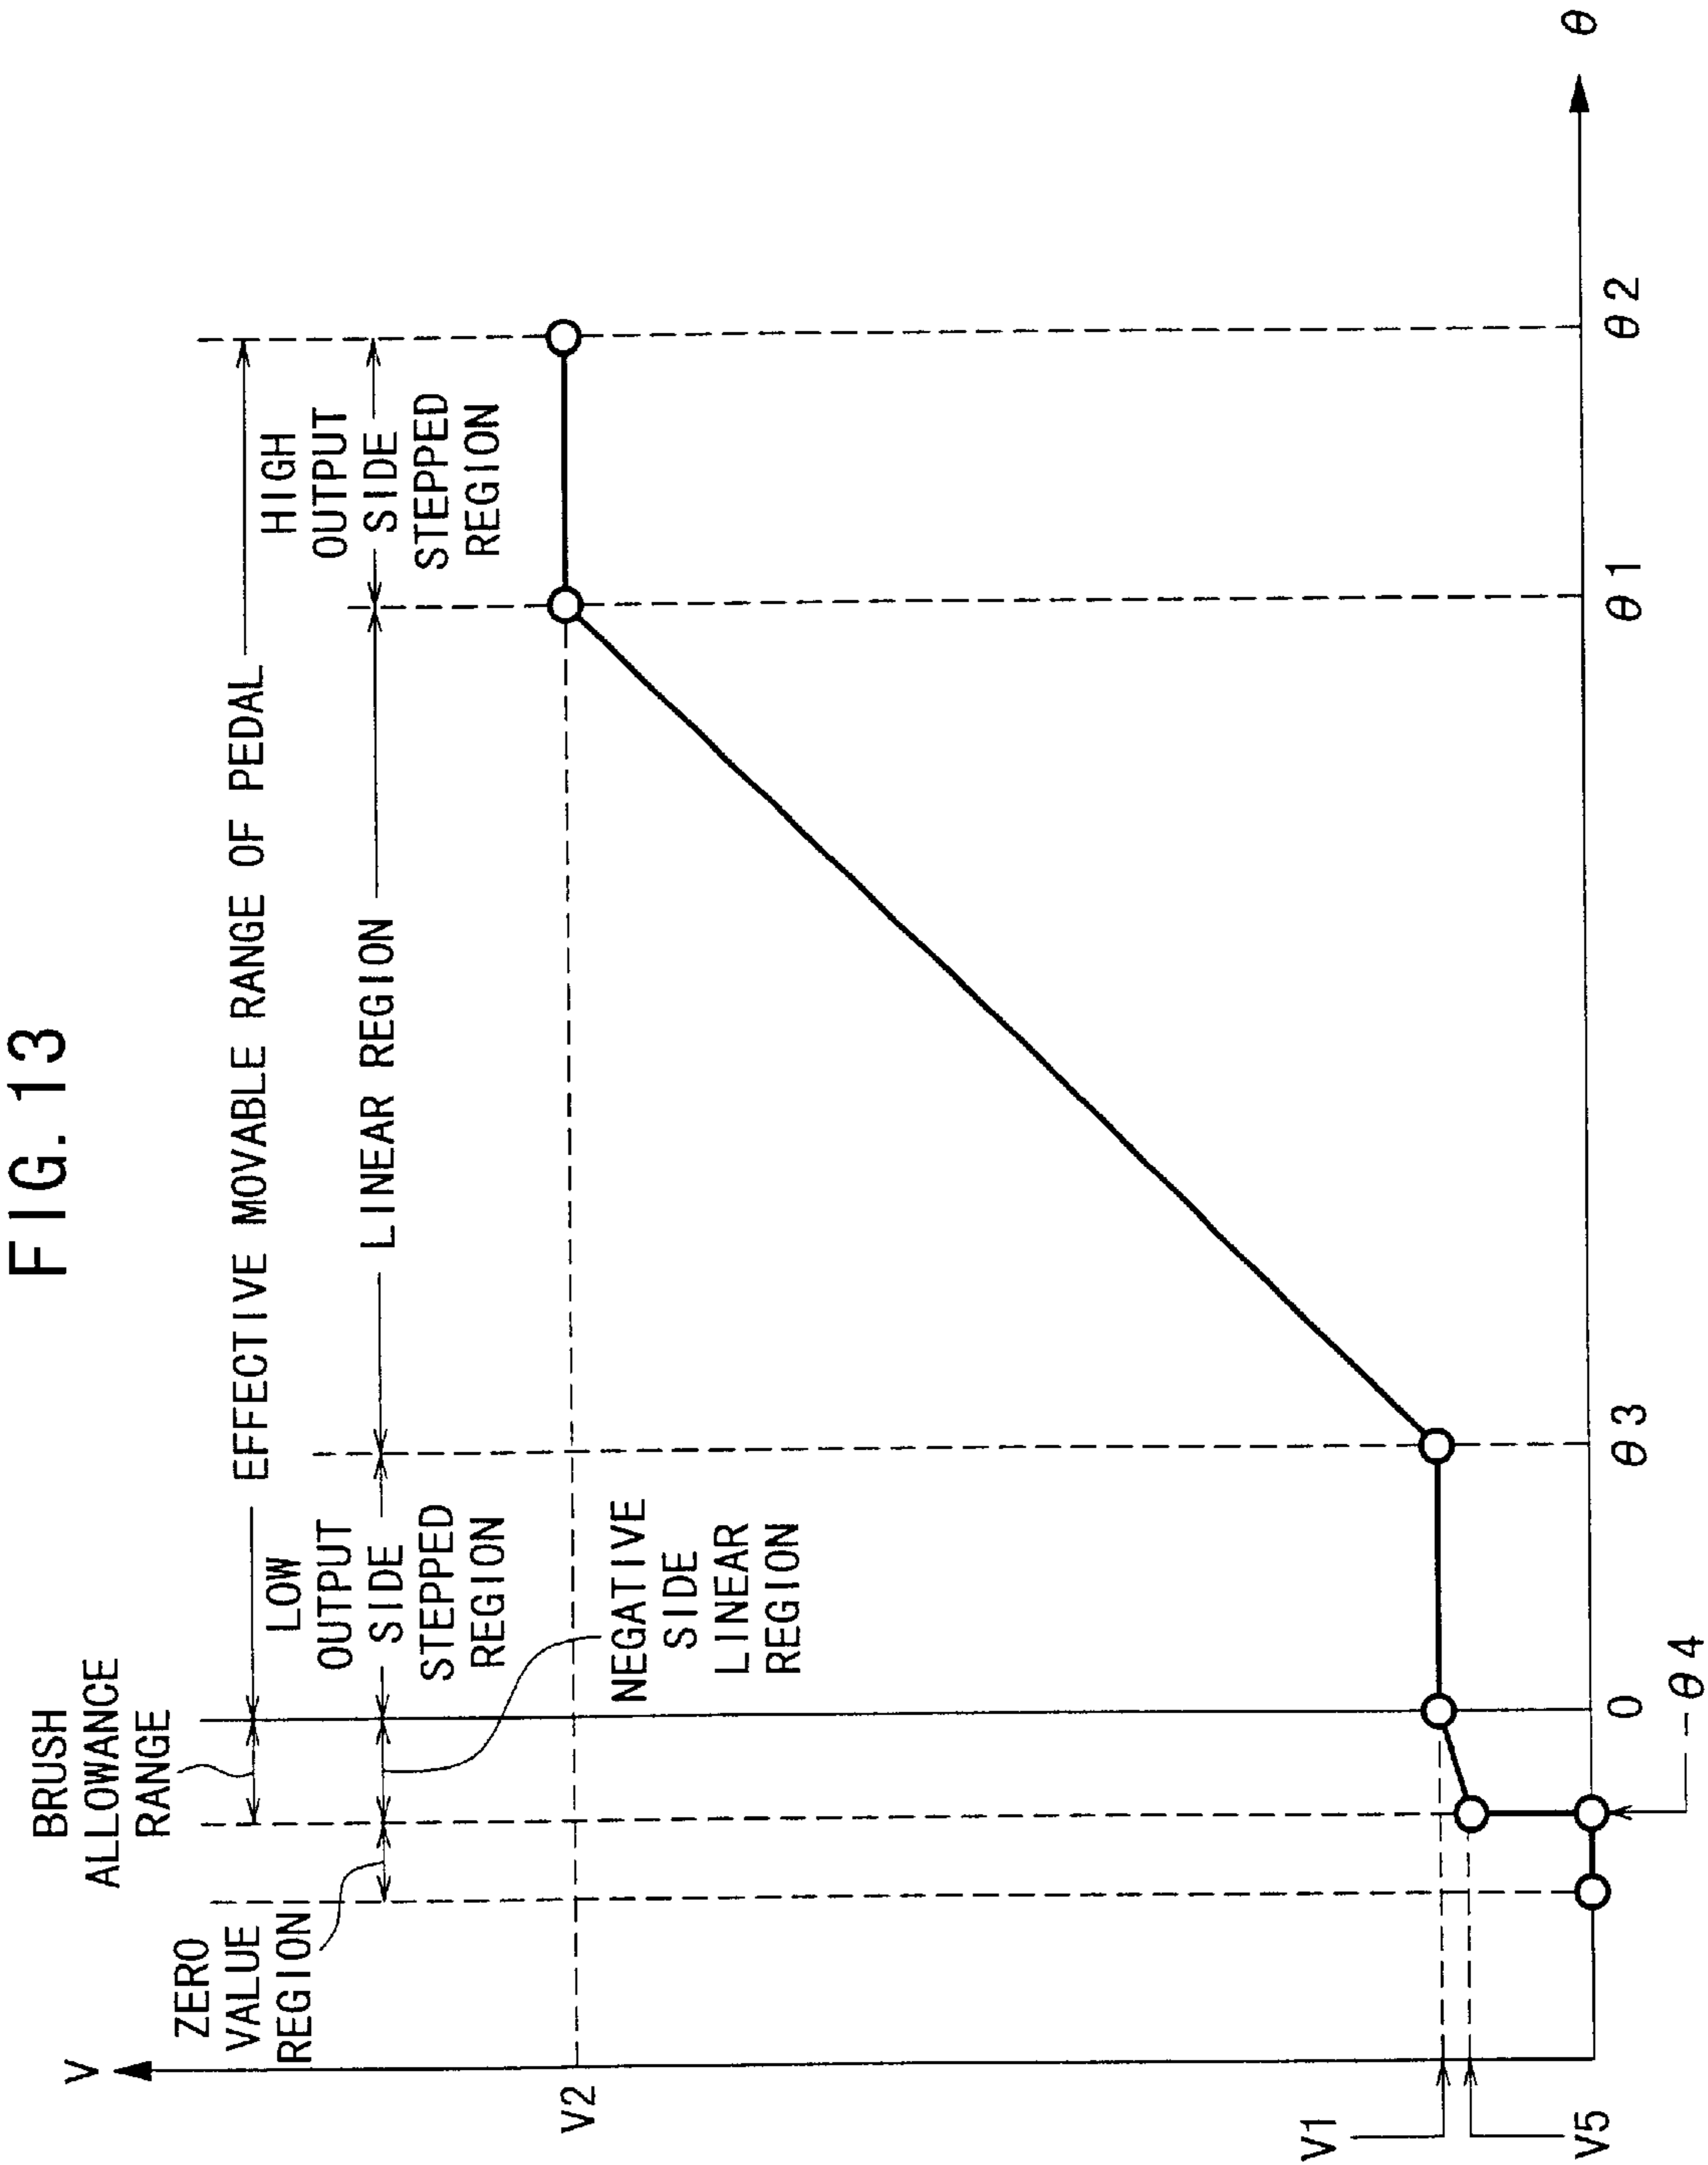 FIG. 13
V
ZERO
VALUE
REGION
BRUSH
ALLOWANCE
RANGE
EFFECTIVE MOVABLE RANGE OF PEDAL
LOW
OUTPUT
SIDE
STEPPED
REGION
LINEAR REGION
HIGH
OUTPUT
SIDE
STEPPED
REGION
NEGATIVE
SIDE
LINEAR
REGION
V2
V1
V5
-θ4
0
θ3
θ1
θ2
θ